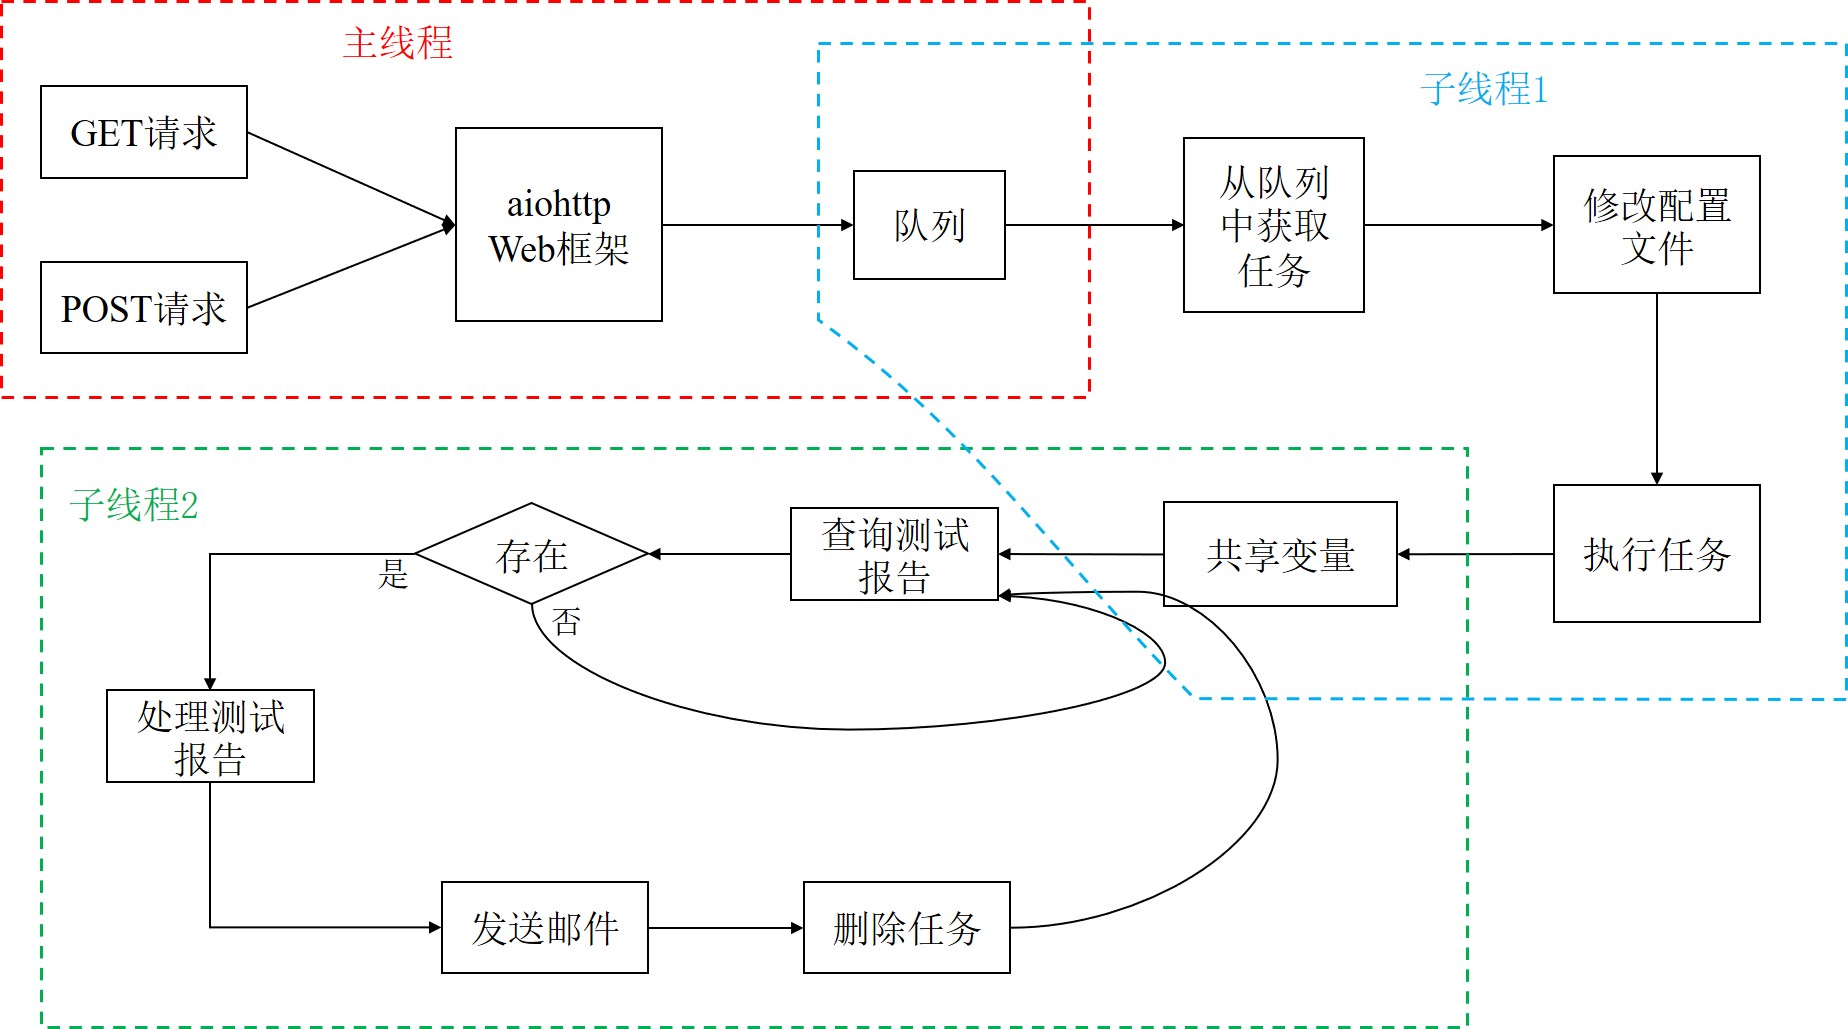 主线程
子线程1
GET请求
POST请求
aiohttp
Web框架
队列
从队列
中获取
任务
修改配置
文件
子线程2
存在
是
否
查询测试
报告
共享变量
执行任务
处理测试
报告
发送邮件
删除任务